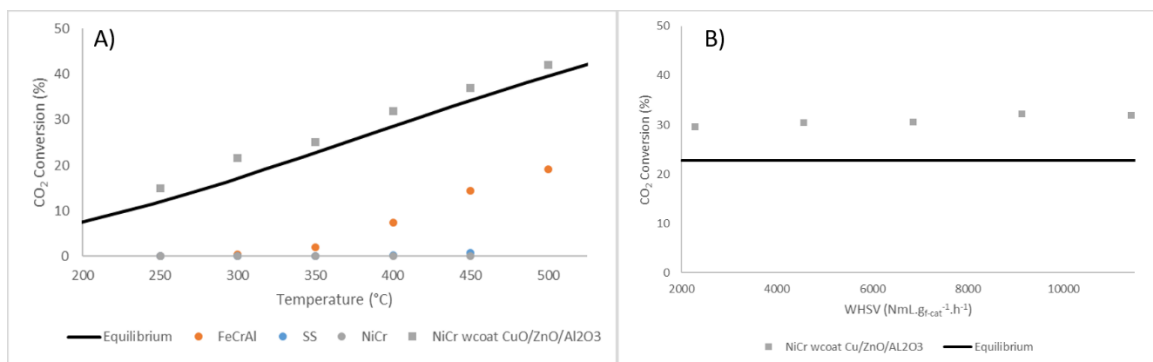 A)
50
40
30
20
10
0
CO2 Conversion (%)
200 250 300 350 400 450 500
Temperature (°C)
Equilibrium FeCrAl SS NiCr NiCr wcoat CuO/ZnO/Al2O3
B)
50
40
30
20
10
0
CO2 Conversion (%)
2000 4000 6000 8000 10000
WHSV (NmL.gf-cat-1.h-1)
NiCr wcoat Cu/ZnO/AL2O3 Equilibrium